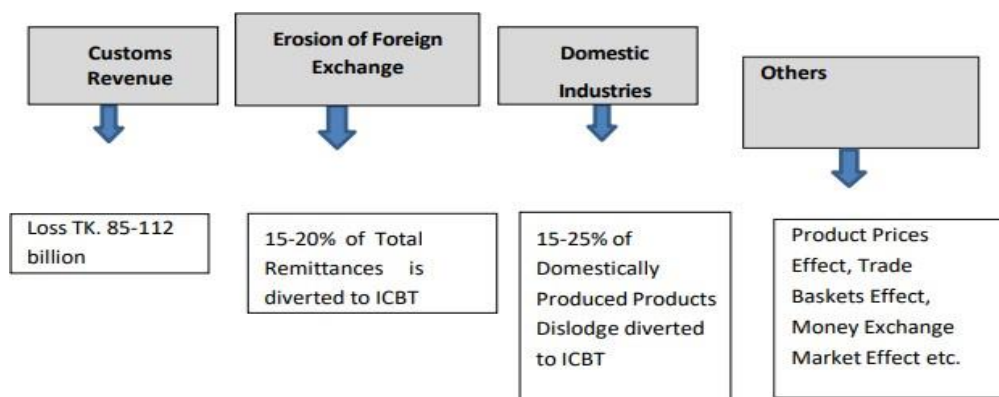 Customs
Revenue
Erosion of Foreign
Exchange
Domestic
Industries
Others
Loss TK. 85-112
billion
15-20% of Total
Remittances is
diverted to ICBT
15-25% of
Domestically
Produced Products
Dislodge diverted
to ICBT
Product Prices
Effect, Trade
Baskets Effect,
Money Exchange
Market Effect etc.